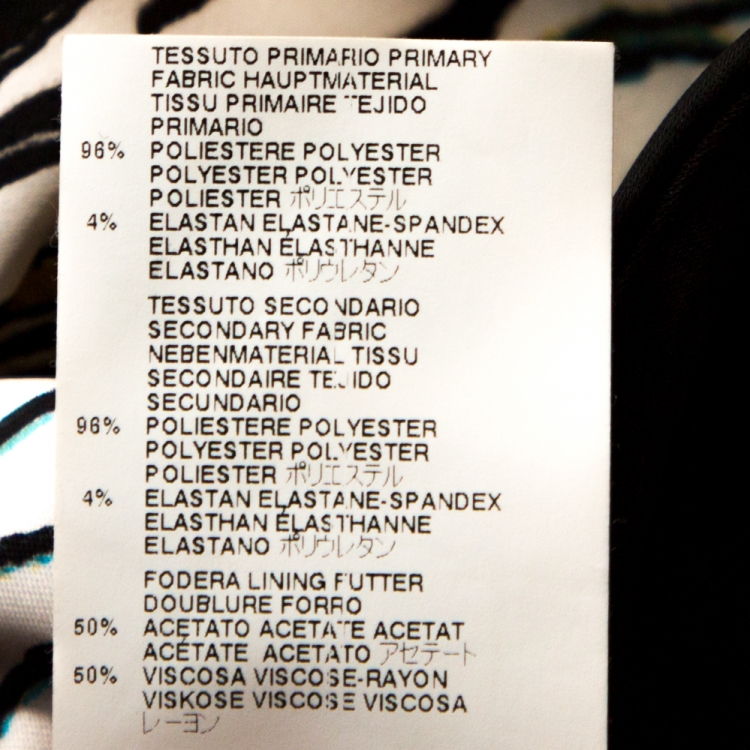 TESSUTO PRIMARIO PRIMARY
FABRIC HAUPTMATERIAL
TISSU PRIMAIRE TEJIDO
PRIMARIO
96% POLIESTERE POLYESTER
POLYESTER POLYESTER
POLIESTER ポリエステル
4% ELASTAN ELASTANE-SPANDEX
ELASTHAN ÉLASTHANNE
ELASTANO ポリウレタン
TESSUTO SECONDARIO
SECONDARY FABRIC
NEBENMATERIAL TISSU
SECONDAIRE TEJIDO
SECUNDARIO
96% POLIESTERE POLYESTER
POLYESTER POLYESTER
POLIESTER ポリエステル
4% ELASTAN ELASTANE-SPANDEX
ELASTHAN ÉLASTHANNE
ELASTANO ポリウレタン
FODERA LINING FUTTER
DOUBLURE FORRO
50% ACETATO ACETATE ACETAT
ACÉTATE ACETATO アセテート
50% VISCOSA VISCOSE-RAYON
VISKOSE VISCOSE VISCOSA
レーヨン